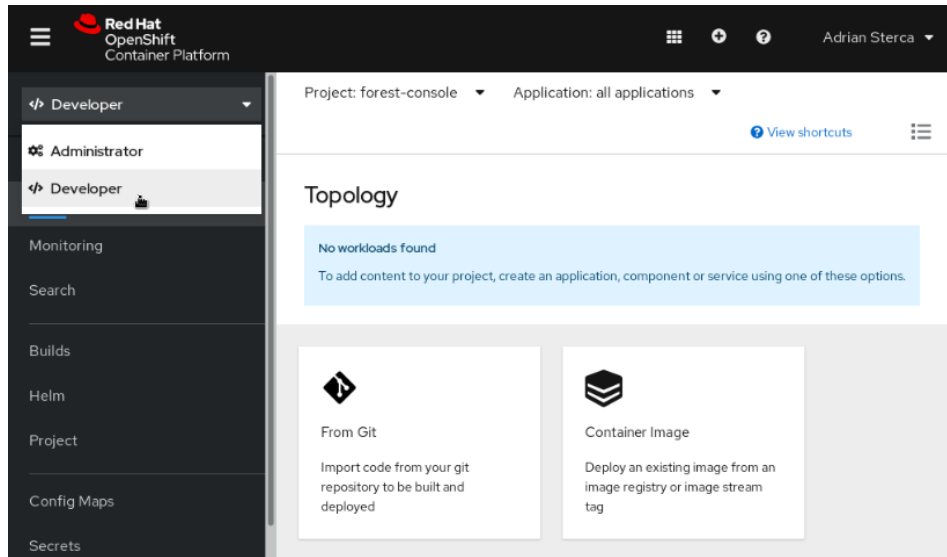 Red Hat
OpenShift
Container Platform
Adrian Sterca
Developer
Administrator
Developer
Monitoring
Search
Builds
Helm
Project
Config Maps
Secrets
Project: forest-console
Application: all applications
View shortcuts
Topology
No workloads found
To add content to your project, create an application, component or service using one of these options.
From Git
Import code from your git
repository to be built and
deployed
Container Image
Deploy an existing image from an
image registry or image stream
tag